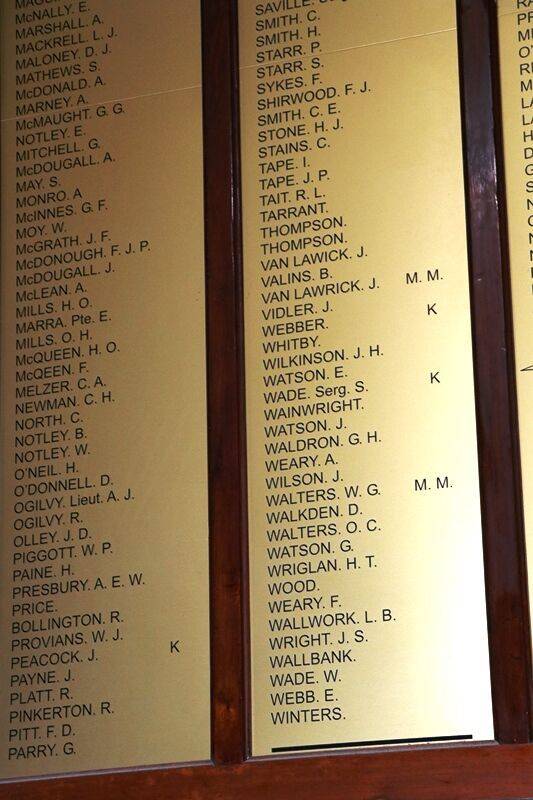 McNALLY. E.
MARSHALL. A.
MACKRELL. L. J.
MALONEY. D. J.
MATHEWS. S.
McDONALD. A.
MARNEY. A.
McMAUGHT. G. G.
NOTLEY. E.
MITCHELL. G.
McDOUGALL. A.
MAY. S.
MONRO. A
McINNES. G. F.
MOY. W.
McGRATH. J. F.
McDONOUGH. F. J. P.
McDOUGALL. J.
McLEAN. A.
MILLS. H. O.
MARRA. Pte. E.
MILLS. O. H.
McQUEEN. H. O.
McQEEN. F.
MELZER. C. A.
NEWMAN. C. H.
NORTH. C.
NOTLEY. B.
NOTLEY. W.
O'NEIL. H.
O'DONNELL. D.
OGILVY. Lieut. A. J.
OGILVY. R.
OLLEY. J. D.
PIGGOTT. W. P.
PAINE. H.
PRESBURY. A. E. W.
PRICE.
BOLLINGTON. R.
PROVIANS. W. J.
PEACOCK. J. K
PAYNE. J.
PLATT. R.
PINKERTON. R.
PITT. F. D.
PARRY. G.
SAVILLE.
SMITH. C.
SMITH. H.
STARR. P.
STARR. S.
SYKES. F.
SHIRWOOD. F. J.
SMITH. C. E.
STONE. H. J.
STAINS. C.
TAPE. I.
TAPE. J. P.
TAIT. R. L.
TARRANT.
THOMPSON.
THOMPSON.
VAN LAWICK. J.
VALINS. B.
VAN LAWRICK. J. M. M.
VIDLER. J.
WEBBER. K
WHITBY.
WILKINSON. J. H.
WATSON. E.
WADE. Serg. S. K
WAINWRIGHT.
WATSON. J.
WALDRON. G. H.
WEARY. A.
WILSON. J.
WALTERS. W. G. M. M.
WALKDEN. D.
WALTERS. O. C.
WATSON. G.
WRIGLAN. H. T.
WOOD.
WEARY. F.
WALLWORK. L. B.
WRIGHT. J. S.
WALLBANK.
WADE. W.
WEBB. E.
WINTERS.